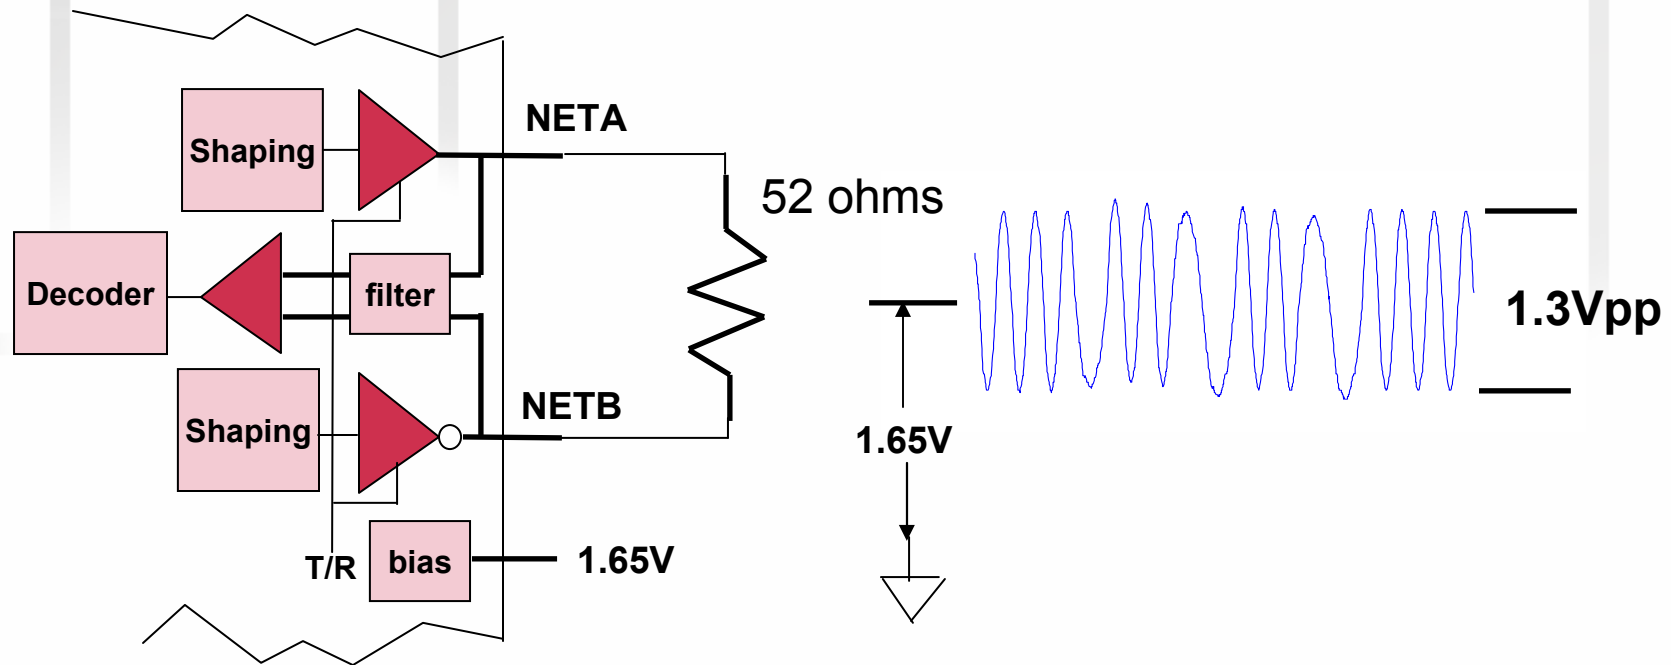 NETA
Shaping
52 ohms
Decoder
filter
1.3Vpp
NETB
Shaping
1.65V
T/R
bias
1.65V